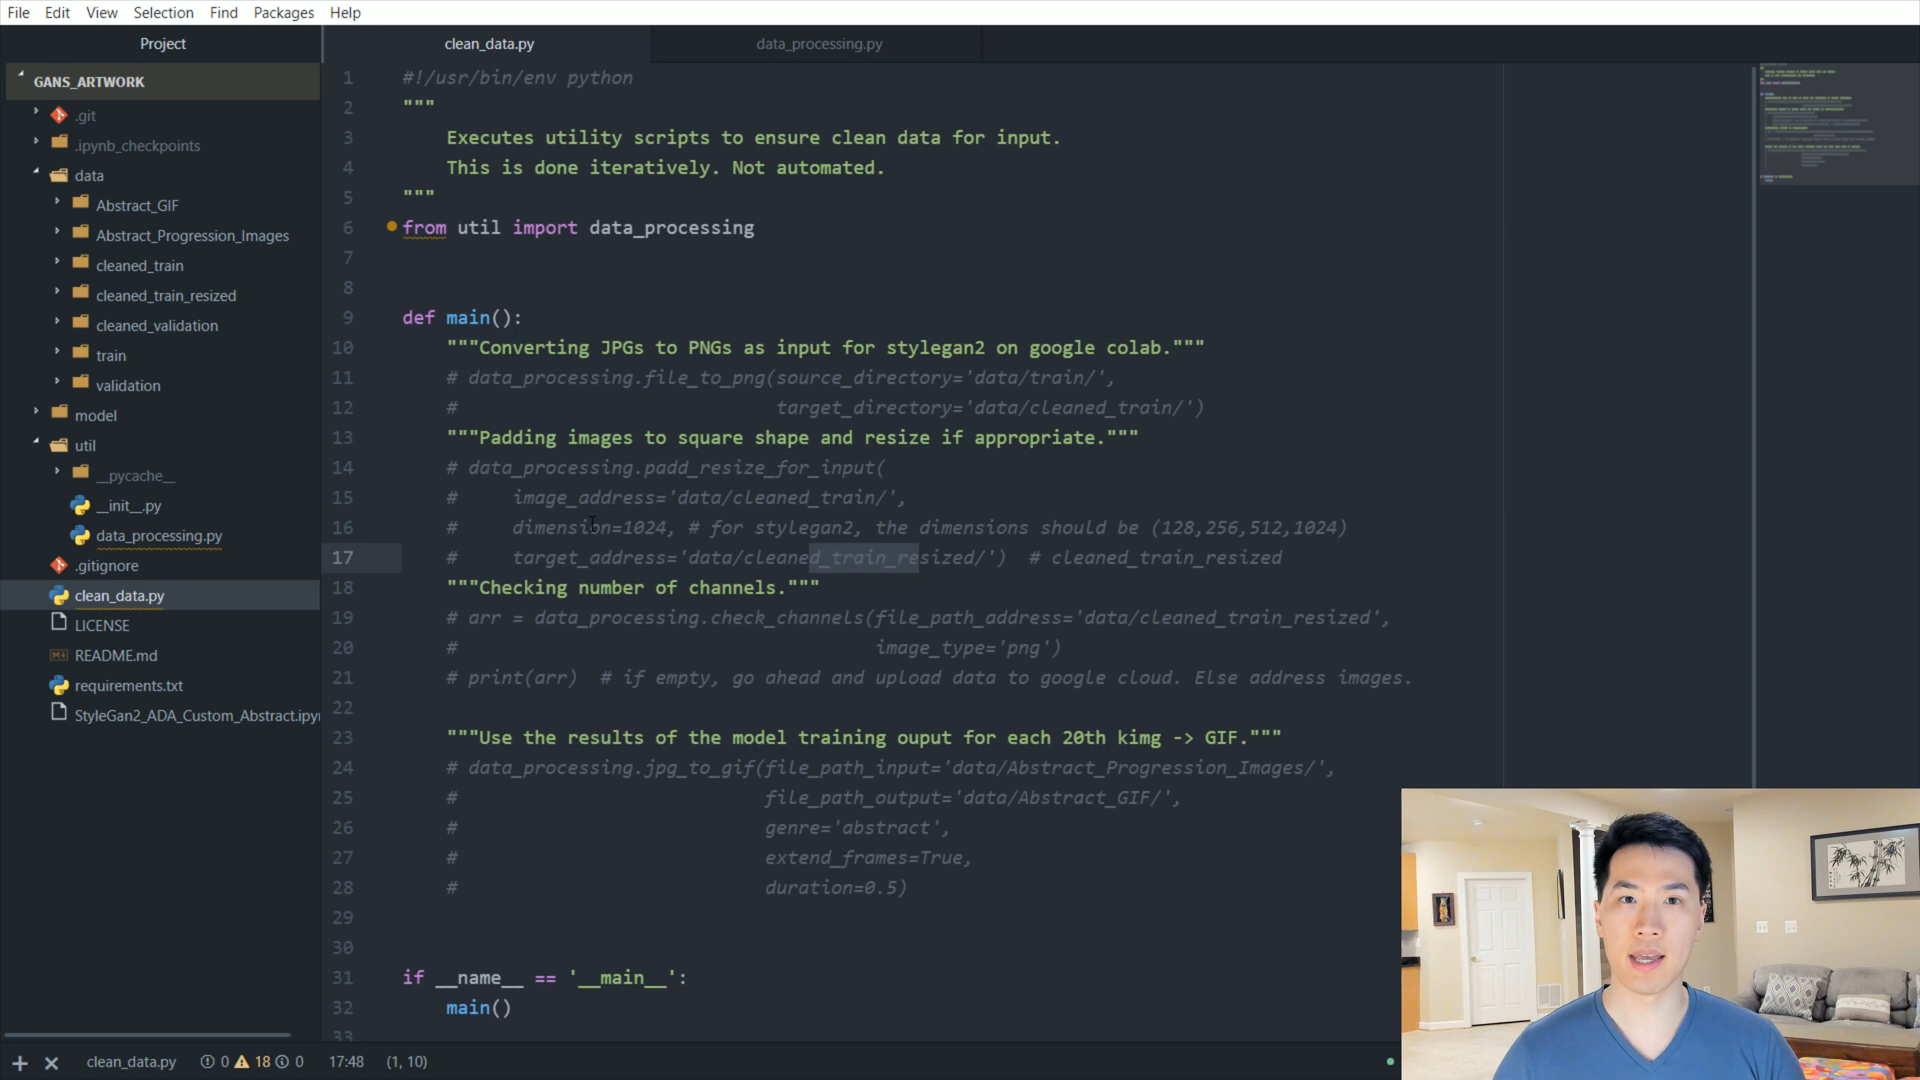 File Edit View Selection Find Packages Help
Project
clean_data.py
data_processing.py
GANS_ARTWORK
.git
.ipynb_checkpoints
data
Abstract_GIF
Abstract_Progression_Images
cleaned_train
cleaned_train_resized
cleaned_validation
train
validation
model
util
__pycache__
__init__.py
data_processing.py
.gitignore
clean_data.py
LICENSE
README.md
requirements.txt
StyleGan2_ADA_Custom_Abstract.ipyn
1 #!/usr/bin/env python
2 """
3 Executes utility scripts to ensure clean data for input.
4 This is done iteratively. Not automated.
5 """
6 from util import data_processing
7
8
9 def main():
10 """Converting JPGs to PNGs as input for stylegan2 on google colab."""
11 # data_processing.file_to_png(source_directory='data/train/',
12 # target_directory='data/cleaned_train/')
13 """Padding images to square shape and resize if appropriate."""
14 # data_processing.padd_resize_for_input(
15 # image_address='data/cleaned_train/',
16 # dimension=1024, # for stylegan2, the dimensions should be (128,256,512,1024)
17 # target_address='data/cleaned_train_resized/') # cleaned_train_resized
18 """Checking number of channels."""
19 # arr = data_processing.check_channels(file_path_address='data/cleaned_train_resized',
20 # image_type='png')
21 # print(arr) # if empty, go ahead and upload data to google cloud. Else address images.
22
23 """Use the results of the model training ouput for each 20th kimg -> GIF."""
24 # data_processing.jpg_to_gif(file_path_input='data/Abstract_Progression_Images/',
25 # file_path_output='data/Abstract_GIF/',
26 # genre='abstract',
27 # extend_frames=True,
28 # duration=0.5)
29
30
31 if __name__ == '__main__':
32 main()
33
clean_data.py 0 18 0 17:48 (1, 10)